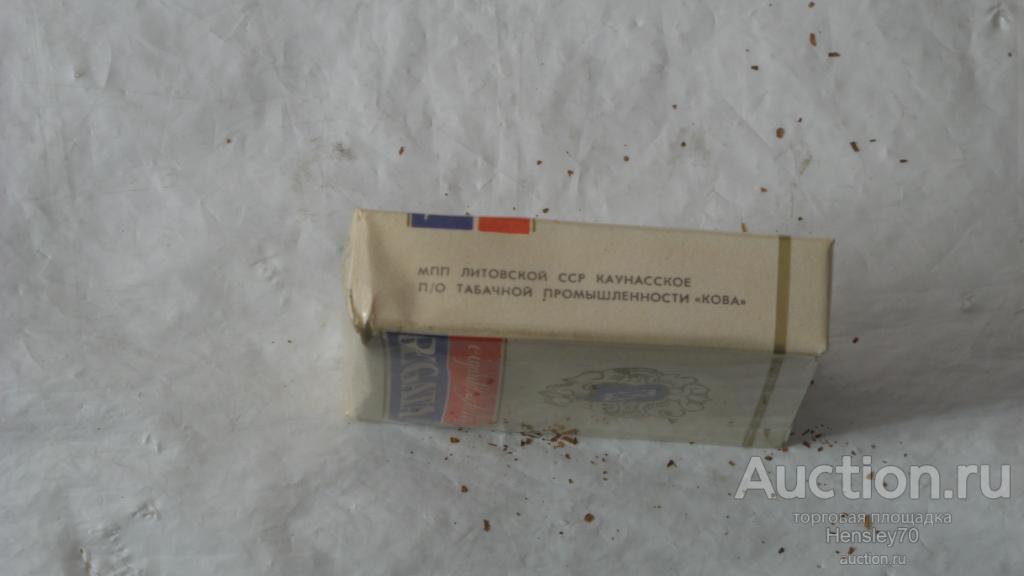 МПП ЛИТОВСКОЙ ССР КАУНАССКОЕ
П/О ТАБАЧНОЙ ПРОМЫШЛЕННОСТИ «КОВА»
Auction.ru
торговая площадка
Hensley70
auction.ru